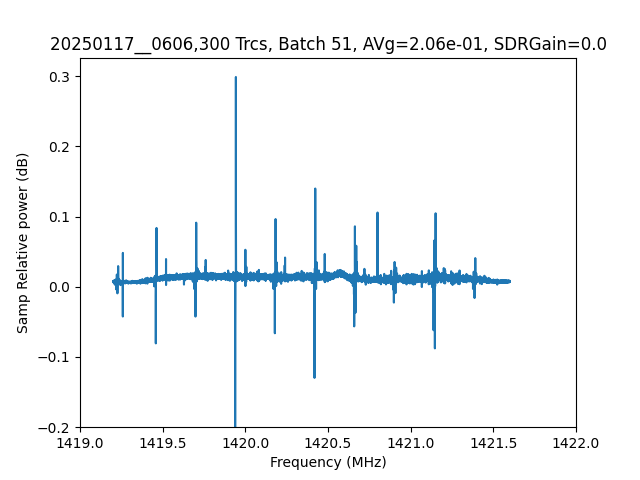 20250117__0606,300 Trcs, Batch 51, AVg=2.06e-01, SDRGain=0.0
0.3
0.2
0.1
0.0
−0.1
−0.2
Samp Relative power (dB)
1419.0 1419.5 1420.0 1420.5 1421.0 1421.5 1422.0
Frequency (MHz)